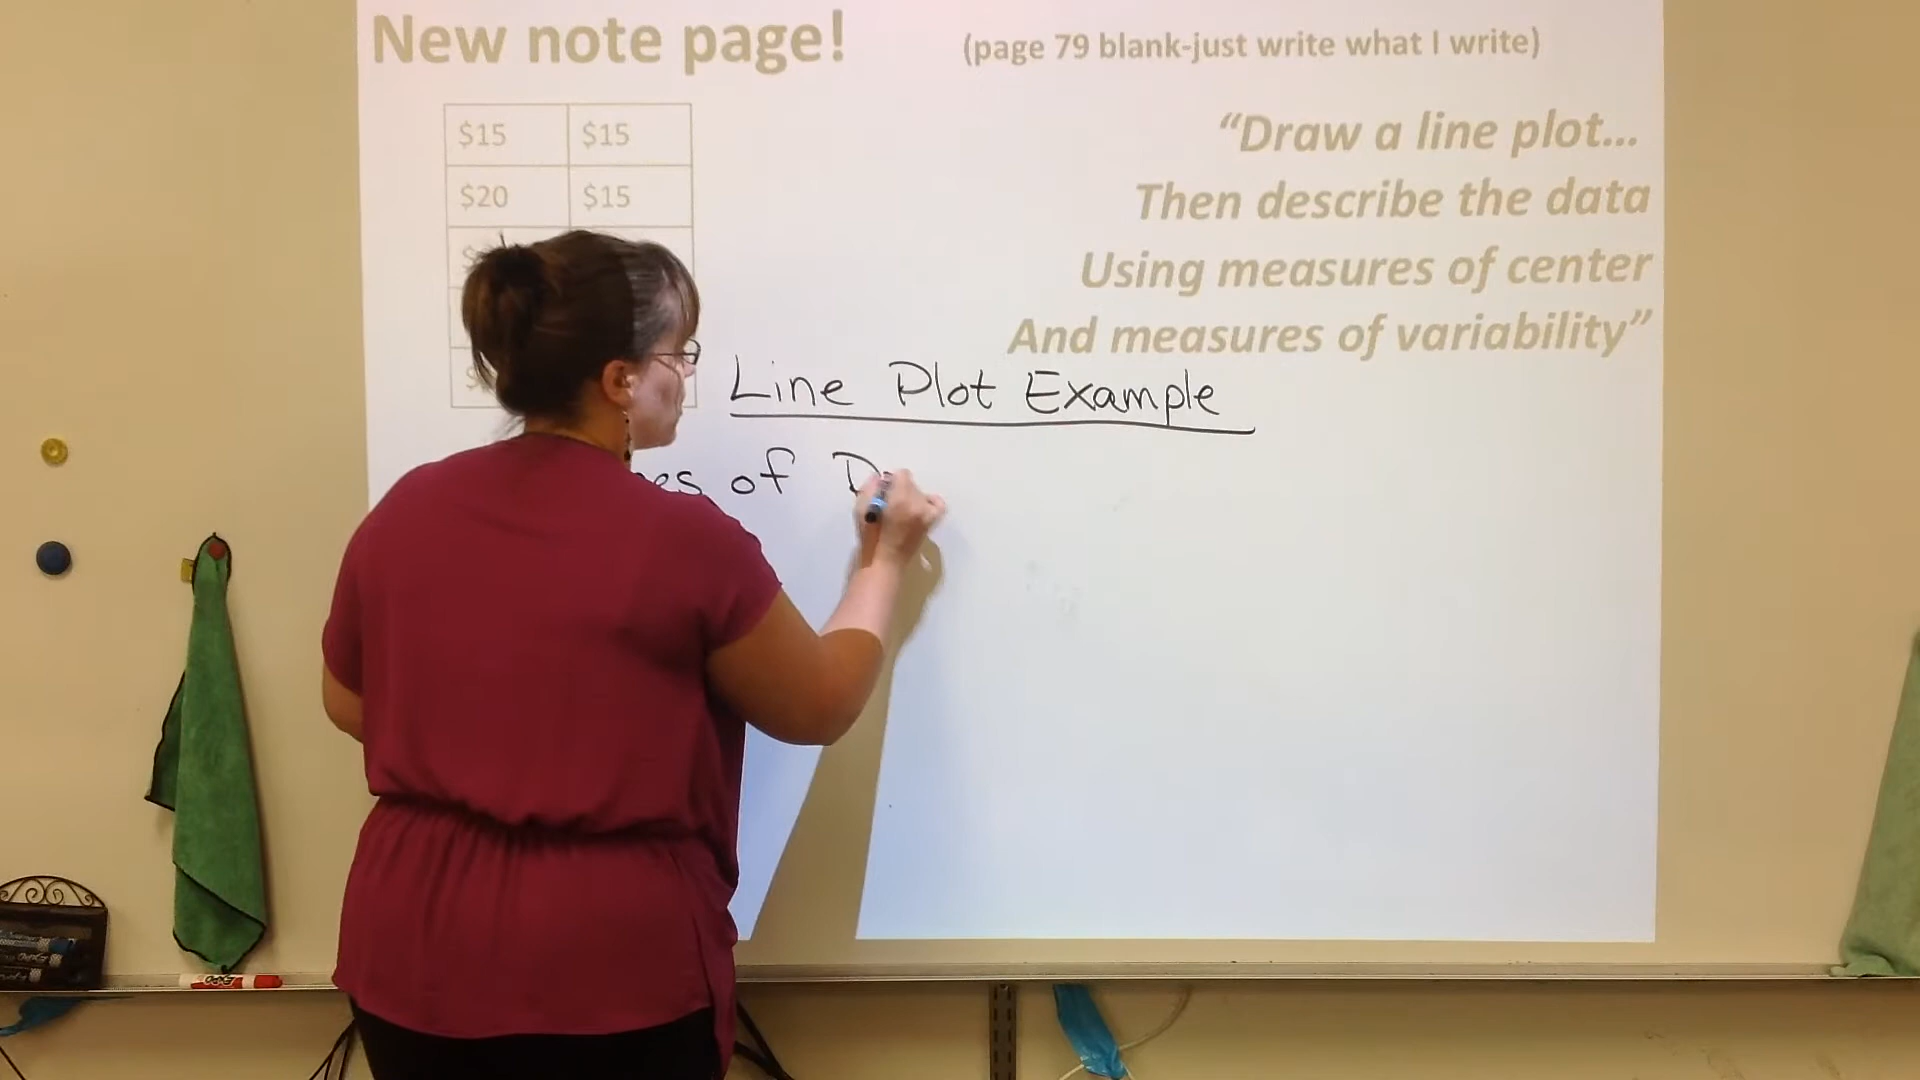 New note page!
(page 79 blank-just write what I write)
$15 $15
$20 $15
"Draw a line plot...
Then describe the data
Using measures of center
And measures of variability"
Line Plot Example
of
EXPO